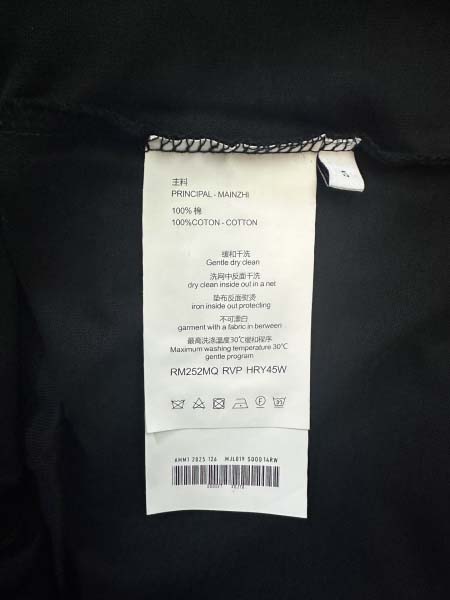 主料
PRINCIPAL - MAINZHI
100% 棉
100%COTON - COTTON
缓和干洗
Gentle dry clean
洗网中反面干洗
dry clean inside out in a net
垫布反面熨烫
iron inside out protecting
不可漂白
garment with a fabric in berween
最高洗涤温度30℃缓和程序
Maximum washing temperature 30℃
gentle program
RM252MQ RVP HRY45W
AHM1 2025 126 MJL019 S000 14RW